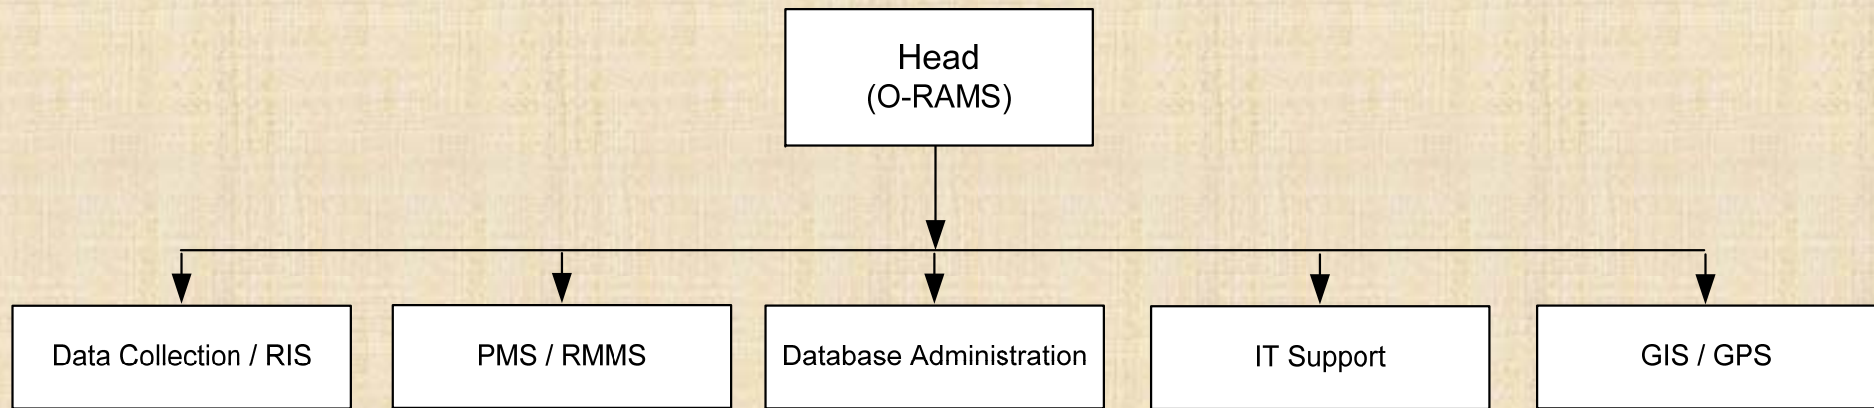 Head
(O-RAMS)
Data Collection / RIS
PMS / RMMS
Database Administration
IT Support
GIS / GPS